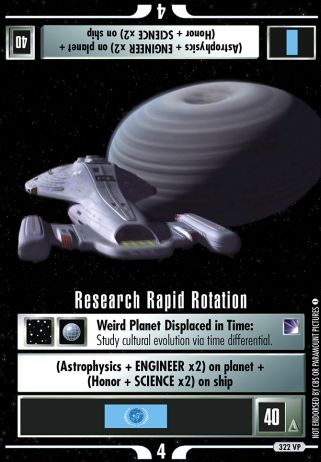 4
40
(Astrophysics + ENGINEER x2) on planet +
(Honor + SCIENCE x2) on ship
Research Rapid Rotation
Weird Planet Displaced in Time:
Study cultural evolution via time differential.
(Astrophysics + ENGINEER x2) on planet +
(Honor + SCIENCE x2) on ship
40
4
322 VP
NOT ENDORSED BY CBS OR PARAMOUNT PICTURES